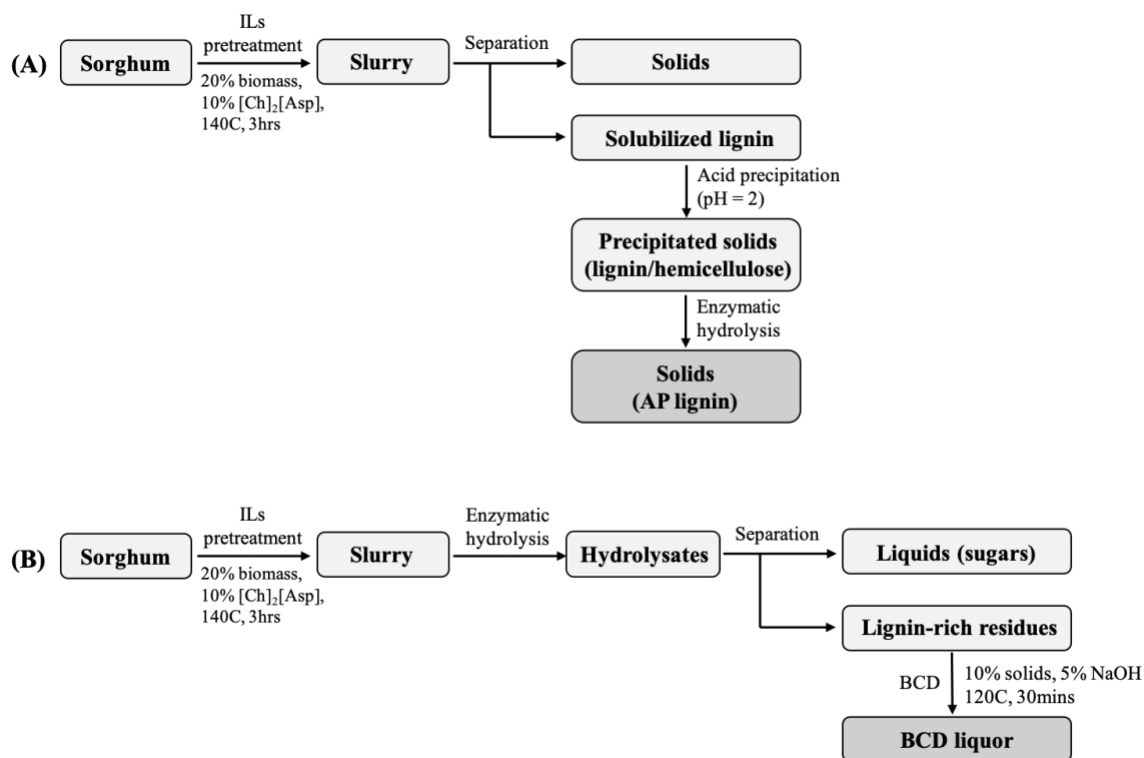 (A)
Sorghum
ILs
pretreatment
20% biomass,
10% [Ch]₂[Asp],
140C, 3hrs
Slurry
Separation
Solids
Solubilized lignin
Acid precipitation
(pH = 2)
Precipitated solids
(lignin/hemicellulose)
Enzymatic
hydrolysis
Solids
(AP lignin)
(B)
Sorghum
ILs
pretreatment
20% biomass,
10% [Ch]₂[Asp],
140C, 3hrs
Slurry
Enzymatic
hydrolysis
Hydrolysates
Separation
Liquids (sugars)
Lignin-rich residues
BCD
10% solids, 5% NaOH
120C, 30mins
BCD liquor